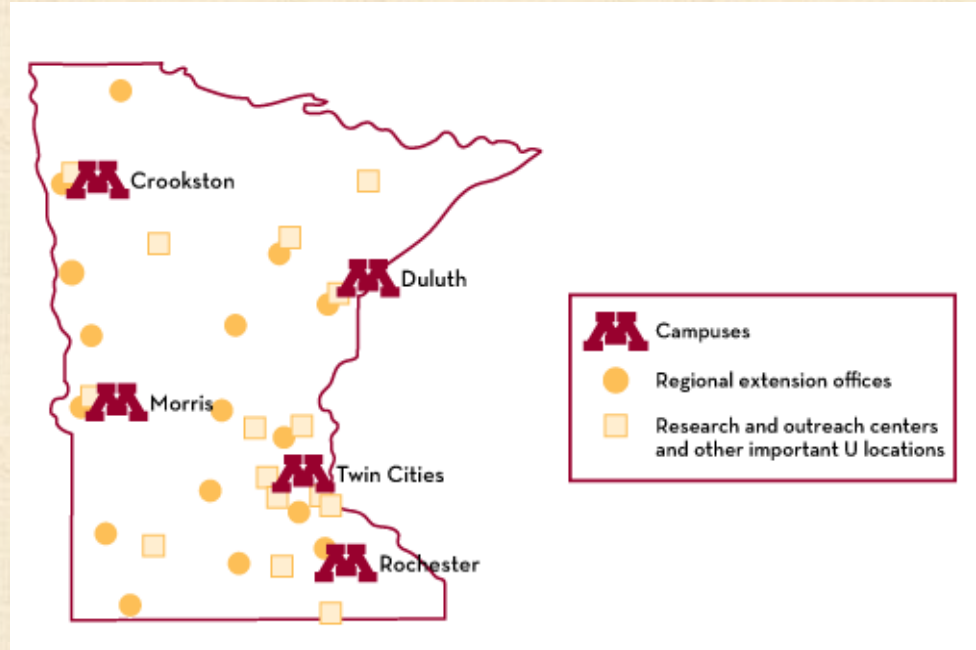 Crookston
Duluth
Campuses
Regional extension offices
Morris
Research and outreach centers
and other important U locations
Twin Cities
Rochester